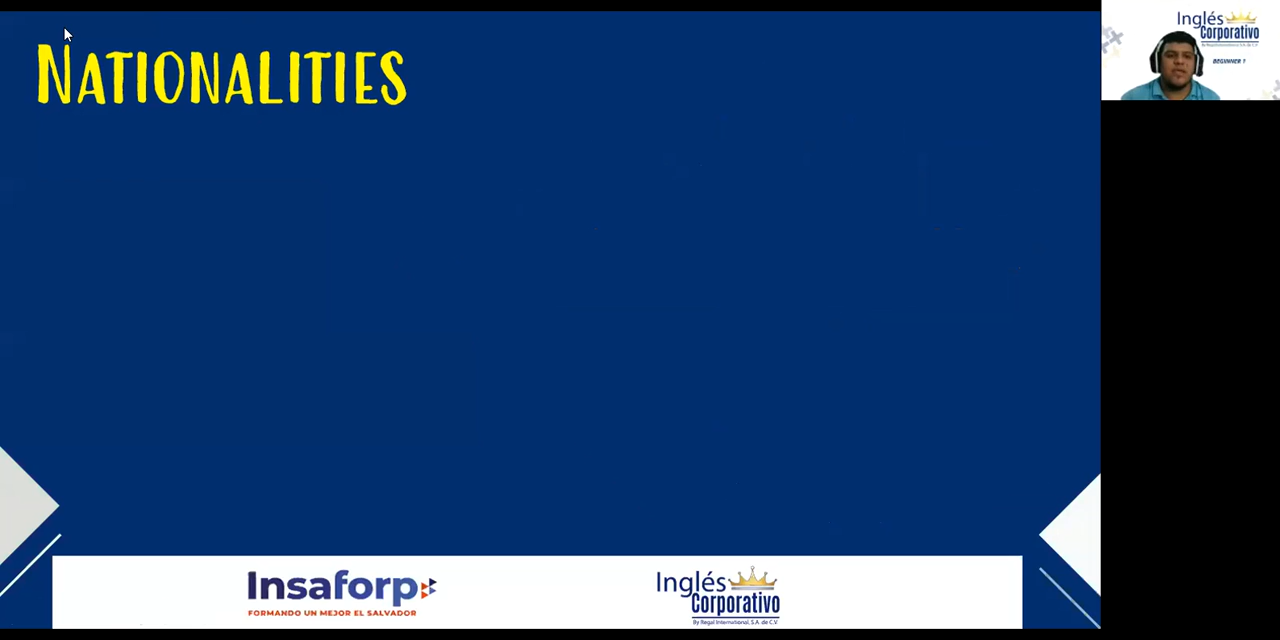 NATIONALITIES
Inglés
Corporativo
By Regal International, S.A. de C.V.
BEGINNER 1
Insaforp
FORMANDO UN MEJOR EL SALVADOR
Inglés
Corporativo
By Regal International, S.A. de C.V